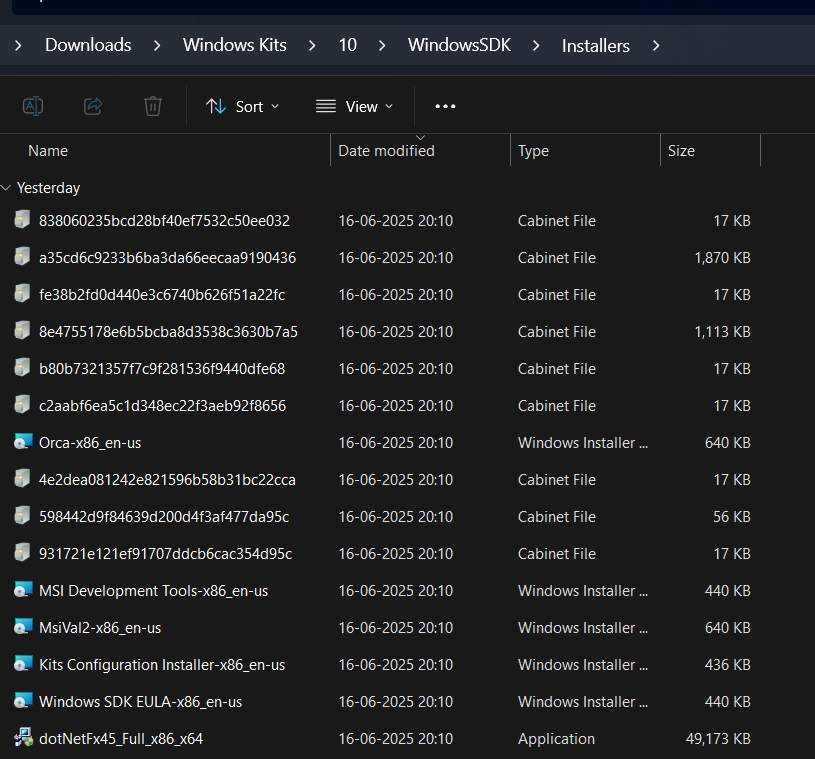 Downloads > Windows Kits > 10 > WindowsSDK > Installers >
Sort View
Name Date modified Type Size
Yesterday
838060235bcd28bf40ef7532c50ee032 16-06-2025 20:10 Cabinet File 17 KB
a35cd6c9233b6ba3da66eecaa9190436 16-06-2025 20:10 Cabinet File 1,870 KB
fe38b2fd0d440e3c6740b626f51a22fc 16-06-2025 20:10 Cabinet File 17 KB
8e4755178e6b5bcba8d3538c3630b7a5 16-06-2025 20:10 Cabinet File 1,113 KB
b80b7321357f7c9f281536f9440dfe68 16-06-2025 20:10 Cabinet File 17 KB
c2aabf6ea5c1d348ec22f3aeb92f8656 16-06-2025 20:10 Cabinet File 17 KB
Orca-x86_en-us 16-06-2025 20:10 Windows Installer ... 640 KB
4e2dea081242e821596b58b31bc22cca 16-06-2025 20:10 Cabinet File 17 KB
598442d9f84639d200d4f3af477da95c 16-06-2025 20:10 Cabinet File 56 KB
931721e121ef91707ddcb6cac354d95c 16-06-2025 20:10 Cabinet File 17 KB
MSI Development Tools-x86_en-us 16-06-2025 20:10 Windows Installer ... 440 KB
MsiVal2-x86_en-us 16-06-2025 20:10 Windows Installer ... 640 KB
Kits Configuration Installer-x86_en-us 16-06-2025 20:10 Windows Installer ... 436 KB
Windows SDK EULA-x86_en-us 16-06-2025 20:10 Windows Installer ... 440 KB
dotNetFx45_Full_x86_x64 16-06-2025 20:10 Application 49,173 KB